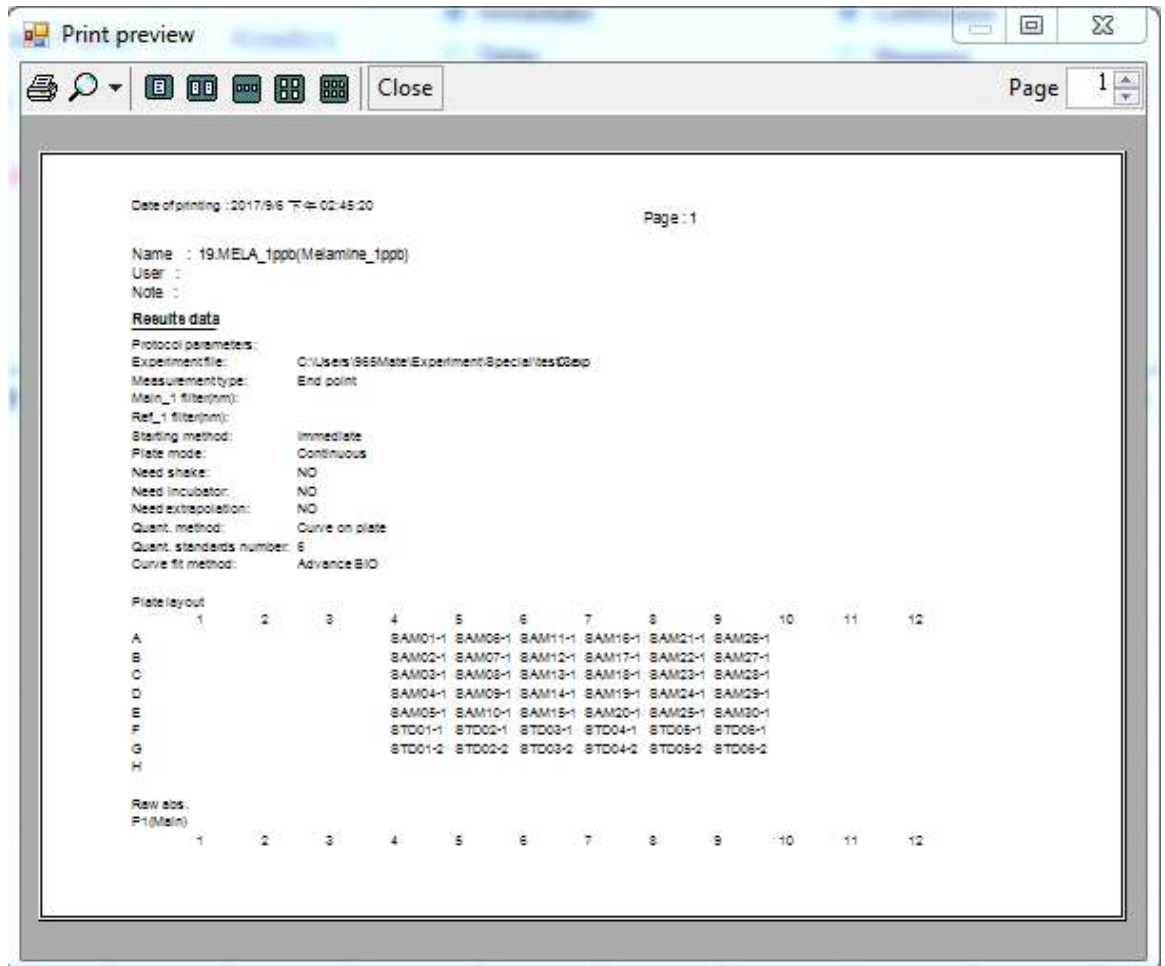 Print preview
Close
Page 1
Date of printing : 2017/9/6 下午 02:45:20
Page : 1
Name : 19.MELA_1ppb(Melamine_1ppb)
User :
Note :
Results data
Protocol parameters:
Experiment file: C:\Users\965Mate\Experiment\Special\test03exp
Measurement type: End point
Main_1 filter(nm):
Ref_1 filter(nm):
Starting method: Immediate
Plate mode: Continuous
Need shake: NO
Need incubator: NO
Need extrapolation: NO
Quant. method: Curve on plate
Quant. standards number: 6
Curve fit method: Advance BIO
Plate layout
1 2 3 4 5 6 7 8 9 10 11 12
A SAM01-1 SAM06-1 SAM11-1 SAM16-1 SAM21-1 SAM26-1
B SAM02-1 SAM07-1 SAM12-1 SAM17-1 SAM22-1 SAM27-1
C SAM03-1 SAM08-1 SAM13-1 SAM18-1 SAM23-1 SAM28-1
D SAM04-1 SAM09-1 SAM14-1 SAM19-1 SAM24-1 SAM29-1
E SAM05-1 SAM10-1 SAM15-1 SAM20-1 SAM25-1 SAM30-1
F STD01-1 STD02-1 STD03-1 STD04-1 STD05-1 STD06-1
G STD01-2 STD02-2 STD03-2 STD04-2 STD05-2 STD06-2
H
Raw abs.
P1(Main)
1 2 3 4 5 6 7 8 9 10 11 12